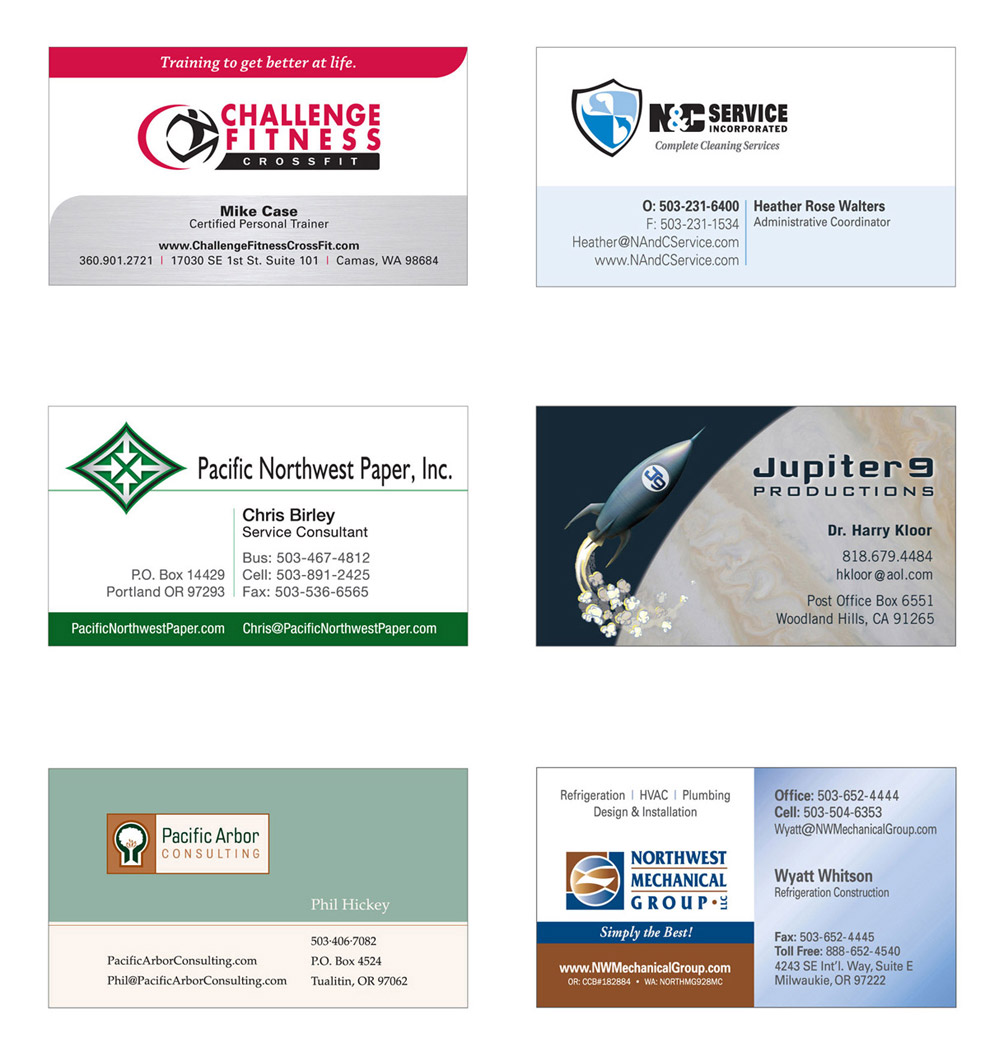 Training to get better at life.
CHALLENGE
FITNESS
CROSSFIT
Mike Case
Certified Personal Trainer
www.ChallengeFitnessCrossFit.com
360.901.2721 | 17030 SE 1st St. Suite 101 | Camas, WA 98684
N&C SERVICE
INCORPORATED
Complete Cleaning Services
O: 503-231-6400
F: 503-231-1534
Heather@NAndCService.com
www.NAndCService.com
Heather Rose Walters
Administrative Coordinator
Pacific Northwest Paper, Inc.
Chris Birley
Service Consultant
P.O. Box 14429
Portland OR 97293
Bus: 503-467-4812
Cell: 503-891-2425
Fax: 503-536-6565
PacificNorthwestPaper.com Chris@PacificNorthwestPaper.com
J9
Jupiter 9
PRODUCTIONS
Dr. Harry Kloor
818.679.4484
hkloor@aol.com
Post Office Box 6551
Woodland Hills, CA 91265
Pacific Arbor
CONSULTING
Phil Hickey
PacificArborConsulting.com
Phil@PacificArborConsulting.com
503·406·7082
P.O. Box 4524
Tualitin, OR 97062
Refrigeration | HVAC | Plumbing
Design & Installation
NORTHWEST
MECHANICAL
GROUP • LLC
Simply the Best!
www.NWMechanicalGroup.com
OR: CCB#182884 • WA: NORTHMG928MC
Office: 503-652-4444
Cell: 503-504-6353
Wyatt@NWMechanicalGroup.com
Wyatt Whitson
Refrigeration Construction
Fax: 503-652-4445
Toll Free: 888-652-4540
4243 SE Int'l. Way, Suite E
Milwaukie, OR 97222